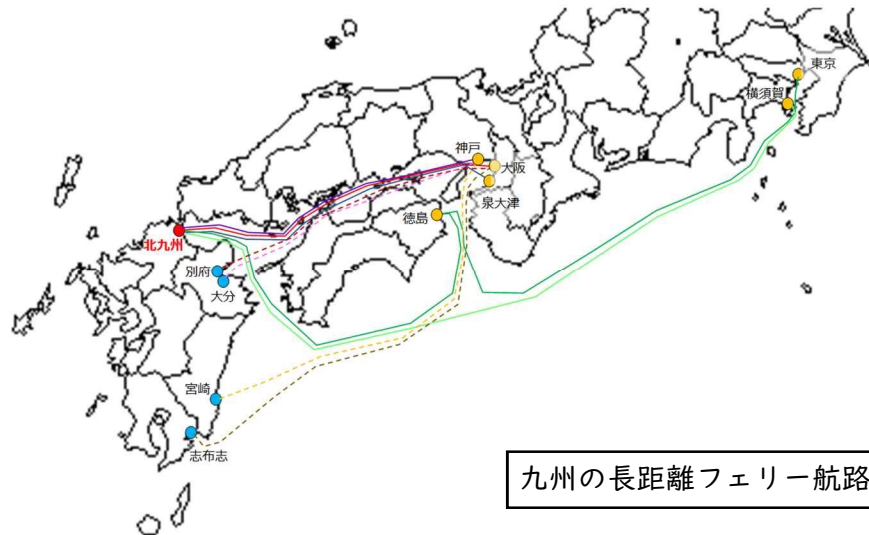 東京
横須賀
神戸
大阪
泉大津
徳島
北九州
別府
大分
宮崎
志布志
九州の長距離フェリー航路